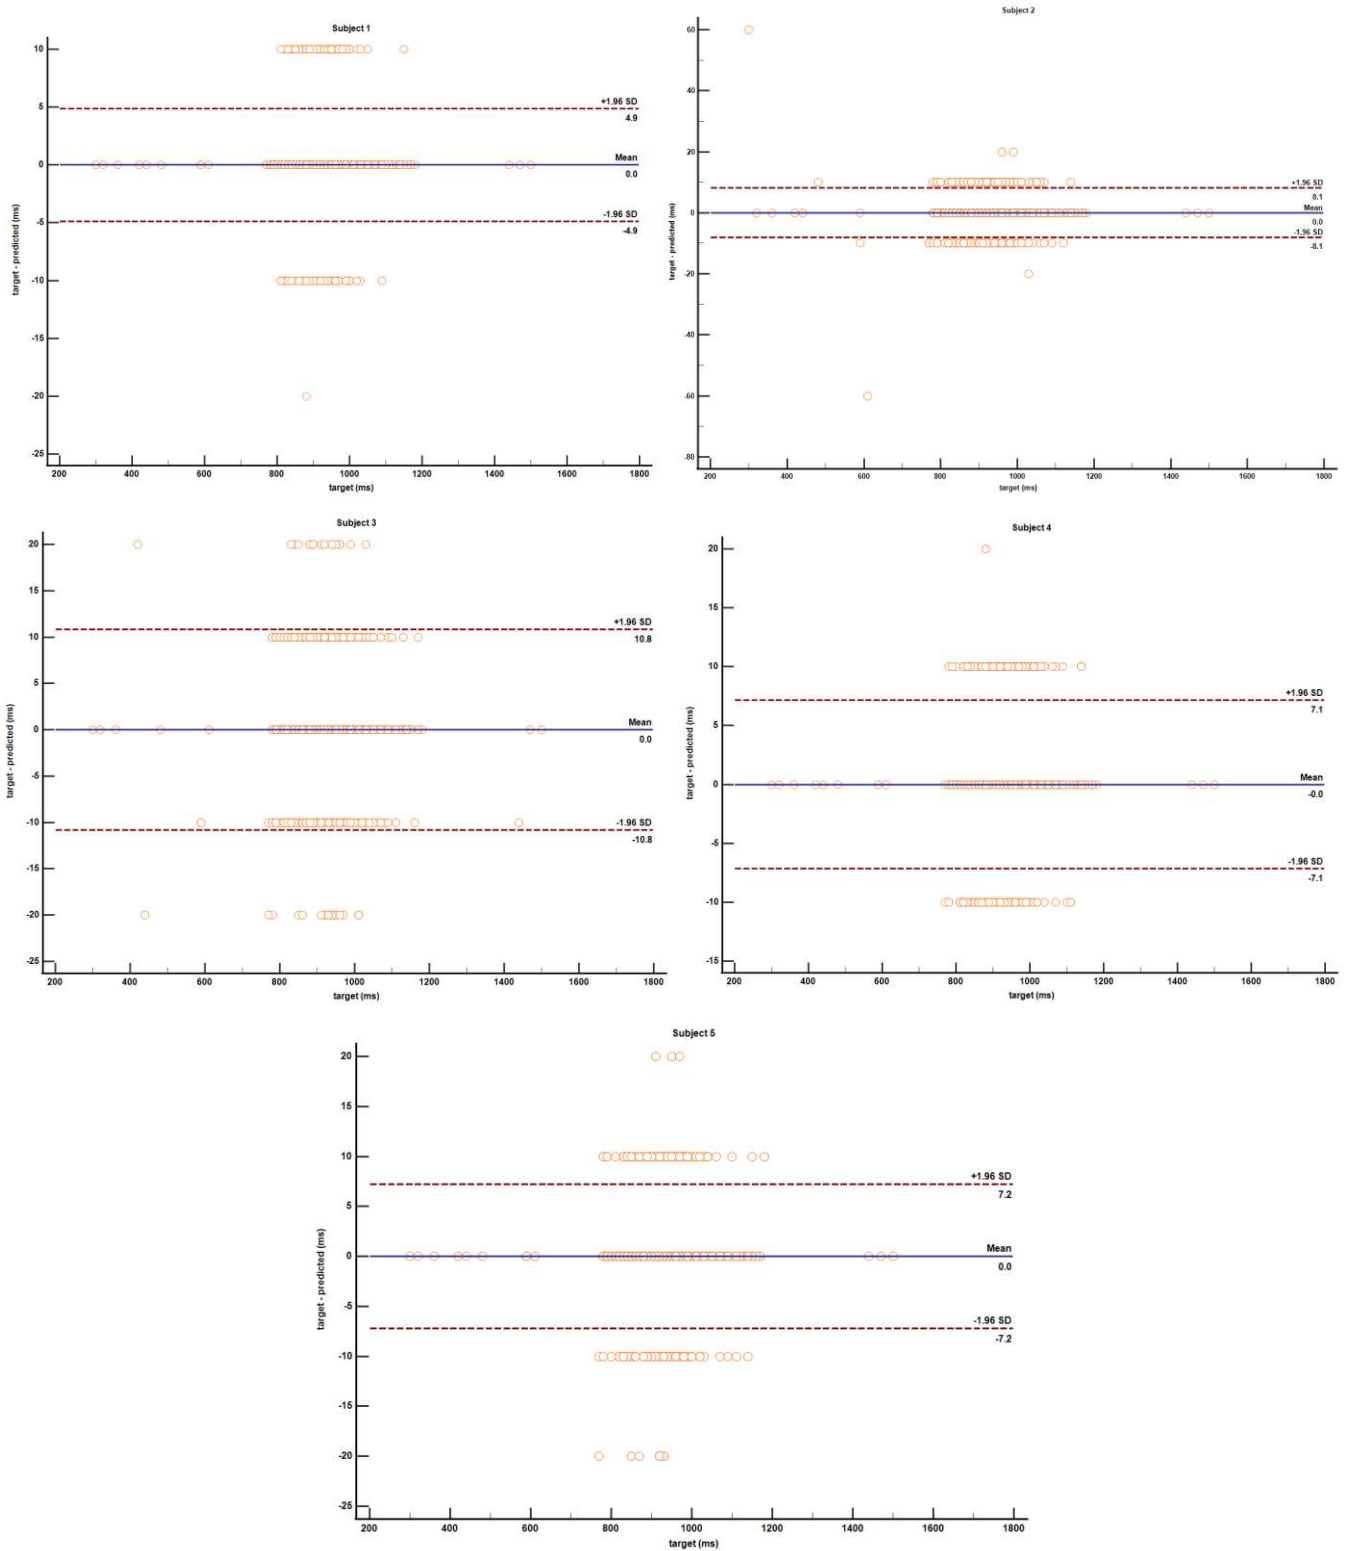 Subject 1
target - predicted (ms)
10
5
0
-5
-10
-15
-20
-25
+1.96 SD
4.9
Mean
0.0
-1.96 SD
-4.9
200 400 600 800 1000 1200 1400 1600 1800
target (ms)
Subject 2
target - predicted (ms)
60
40
20
0
-20
-40
-60
-80
+1.96 SD
8.1
Mean
0.0
-1.96 SD
-8.1
200 400 600 800 1000 1200 1400 1600 1800
target (ms)
Subject 3
target - predicted (ms)
20
15
10
5
0
-5
-10
-15
-20
-25
+1.96 SD
10.8
Mean
0.0
-1.96 SD
-10.8
200 400 600 800 1000 1200 1400 1600 1800
target (ms)
Subject 4
target - predicted (ms)
20
15
10
5
0
-5
-10
-15
+1.96 SD
7.1
Mean
-0.0
-1.96 SD
-7.1
200 400 600 800 1000 1200 1400 1600 1800
target (ms)
Subject 5
target - predicted (ms)
20
15
10
5
0
-5
-10
-15
-20
-25
+1.96 SD
7.2
Mean
0.0
-1.96 SD
-7.2
200 400 600 800 1000 1200 1400 1600 1800
target (ms)